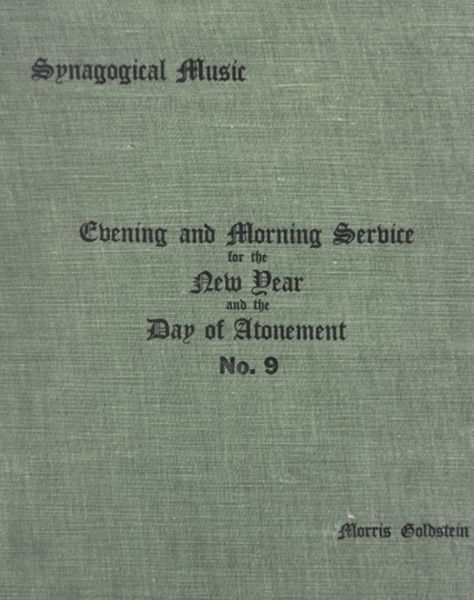 Synagogical Music
Evening and Morning Service
for the
New Year
and the
Day of Atonement
No. 9
Morris Goldstein